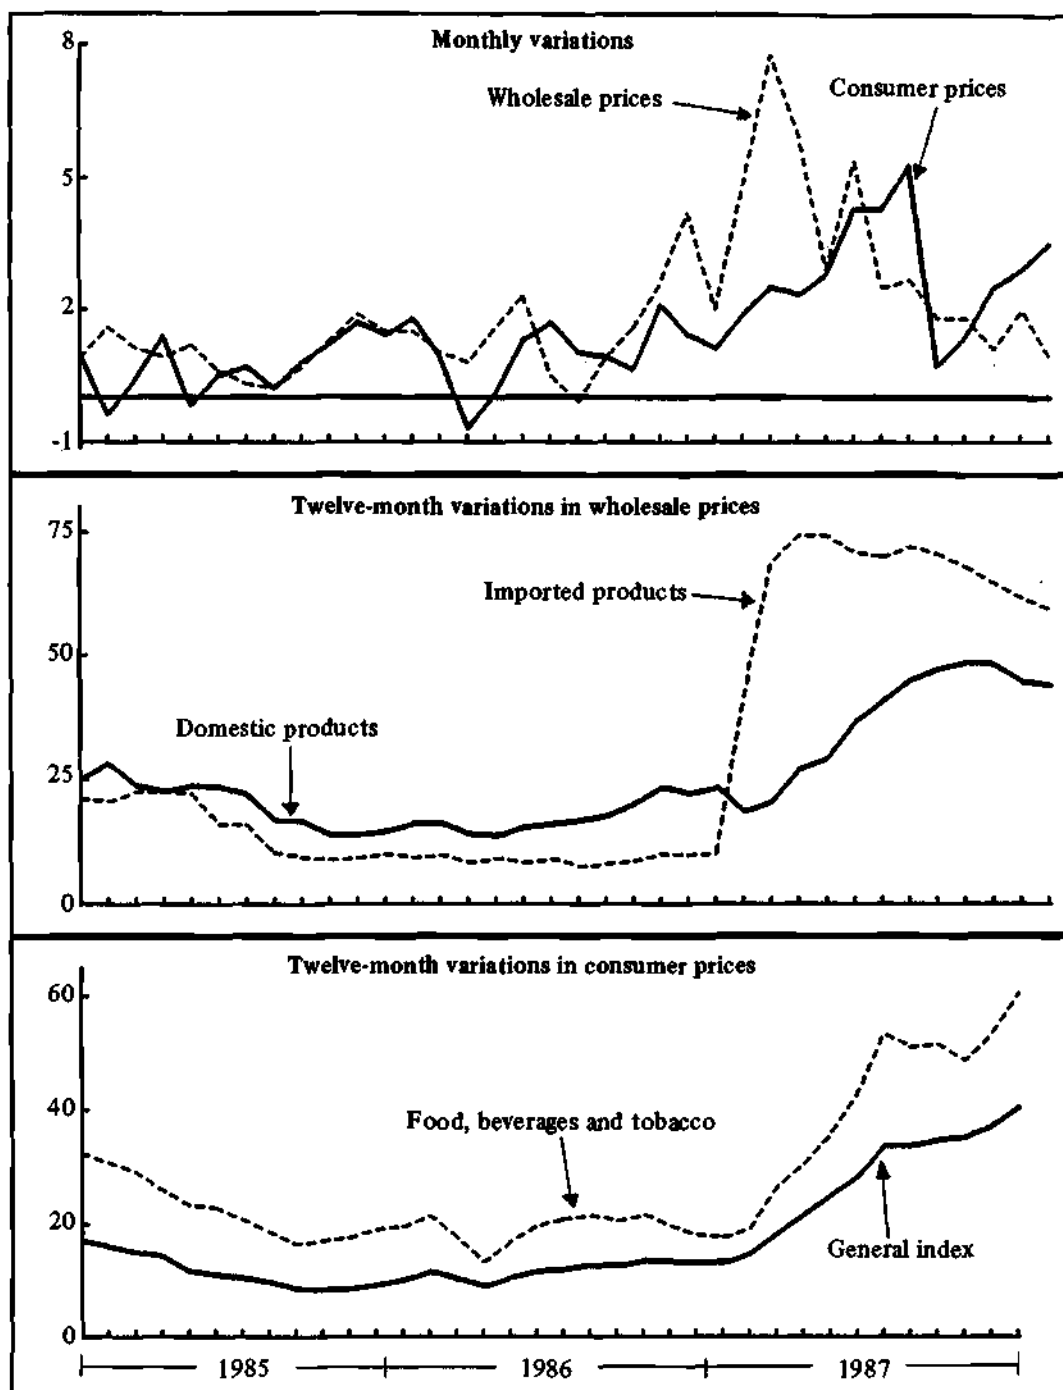 Monthly variations
8
Wholesale prices
Consumer prices
5
2
-1
Twelve-month variations in wholesale prices
75
Imported products
50
Domestic products
25
0
Twelve-month variations in consumer prices
60
40
Food, beverages and tobacco
20
General index
0
1985 1986 1987